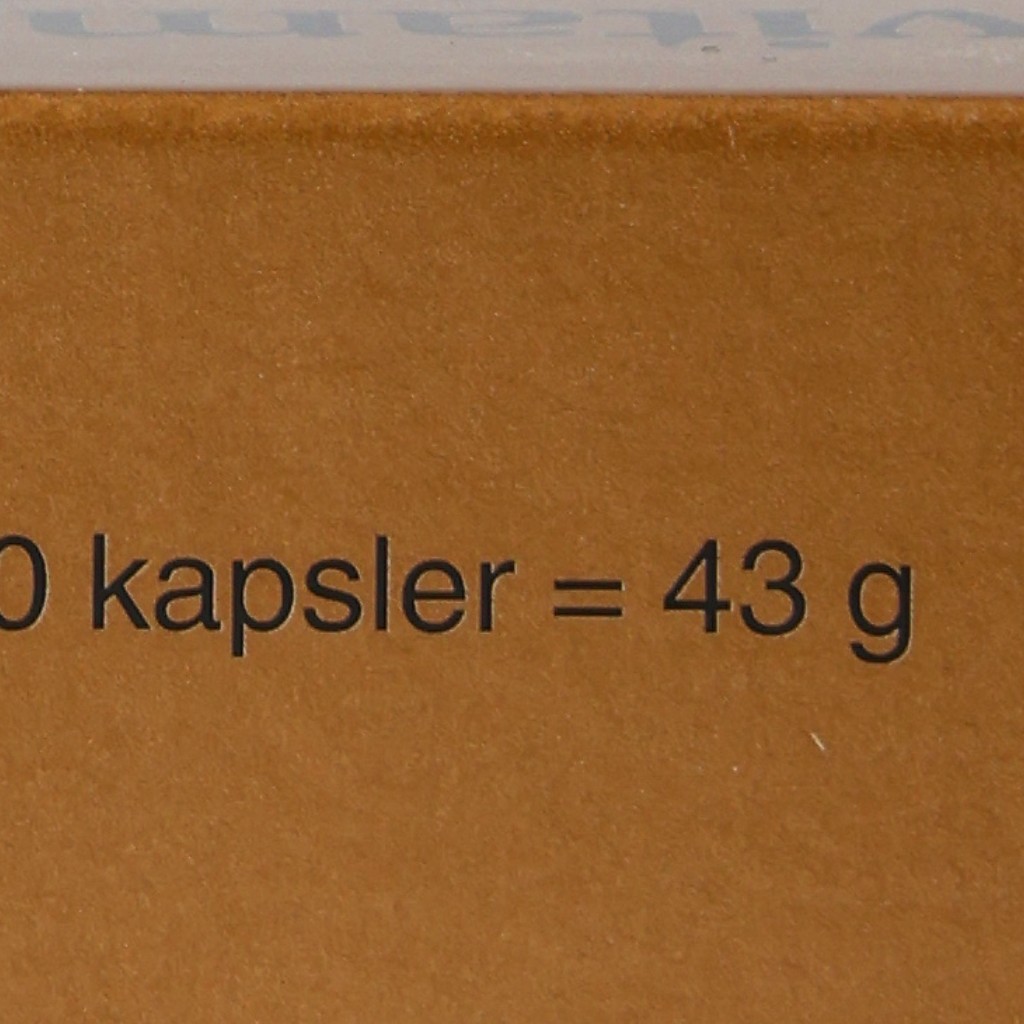 0 kapsler = 43 g